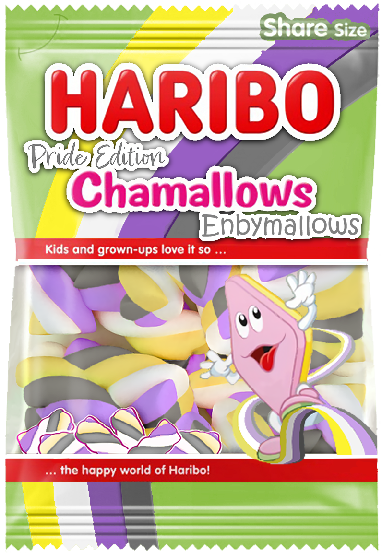 Share Size
HARIBO
Pride Edition
Chamallows
Enbymallows
Kids and grown-ups love it so ...
... the happy world of Haribo!